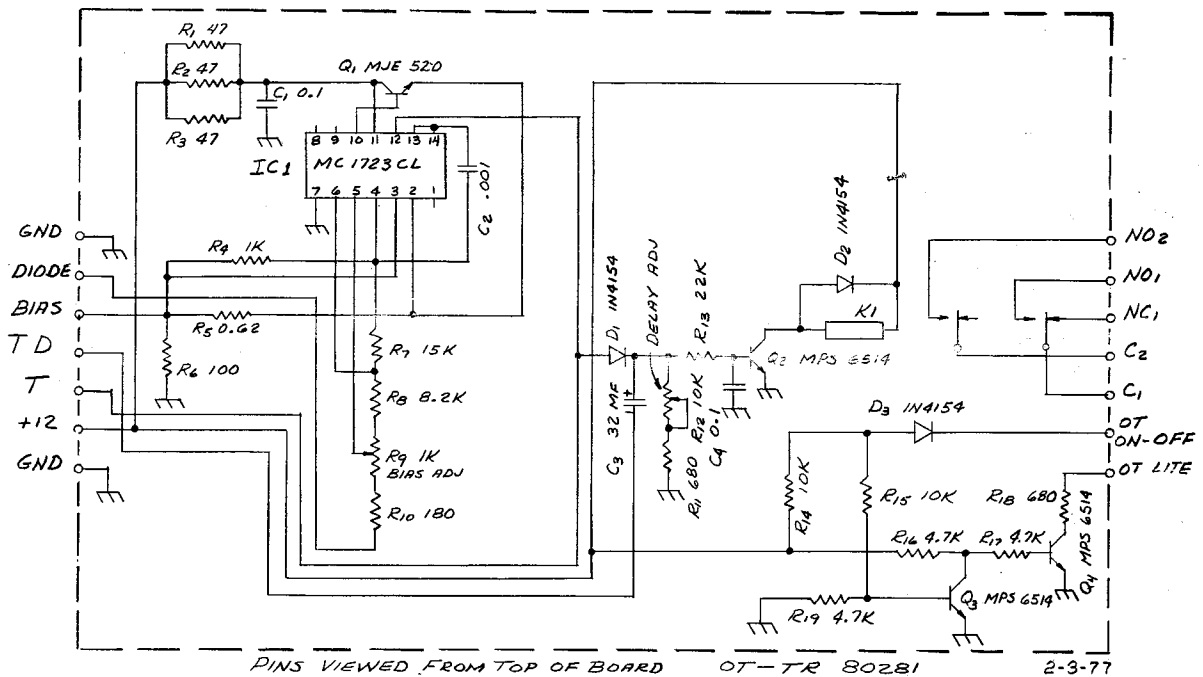 R1 47
R2 47
R3 47
C1 0.1
Q1 MJE 520
8 9 10 11 12 13 14
MC 1723 CL
IC1
7 6 5 4 3 2 1
C2 .001
GND
DIODE
BIAS
TD
T
+12
GND
R4 1K
R5 0.62
R6 100
R7 15K
R8 8.2K
R9 1K
BIAS ADJ
R10 180
D1 1N4154
C3 32 MF
+
DELAY ADJ
R13 22K
R11 680
R12 10K
C4 0.1
Q2 MPS 6514
D2 1N4154
K1
NO2
NO1
NC1
C2
C1
OT
ON-OFF
OT LITE
D3 1N4154
R14 10K
R15 10K
R16 4.7K
R17 4.7K
R18 680
Q4 MPS 6514
Q3 MPS 6514
R19 4.7K
PINS VIEWED FROM TOP OF BOARD OT-TR 80281 2-3-77